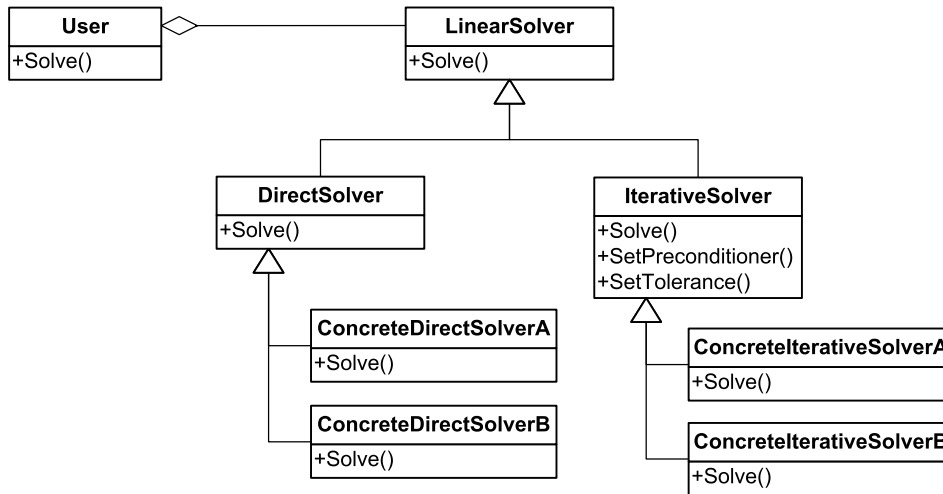 User
+Solve()
LinearSolver
+Solve()
DirectSolver
+Solve()
IterativeSolver
+Solve()
+SetPreconditioner()
+SetTolerance()
ConcreteDirectSolverA
+Solve()
ConcreteDirectSolverB
+Solve()
ConcreteIterativeSolverA
+Solve()
ConcreteIterativeSolverB
+Solve()